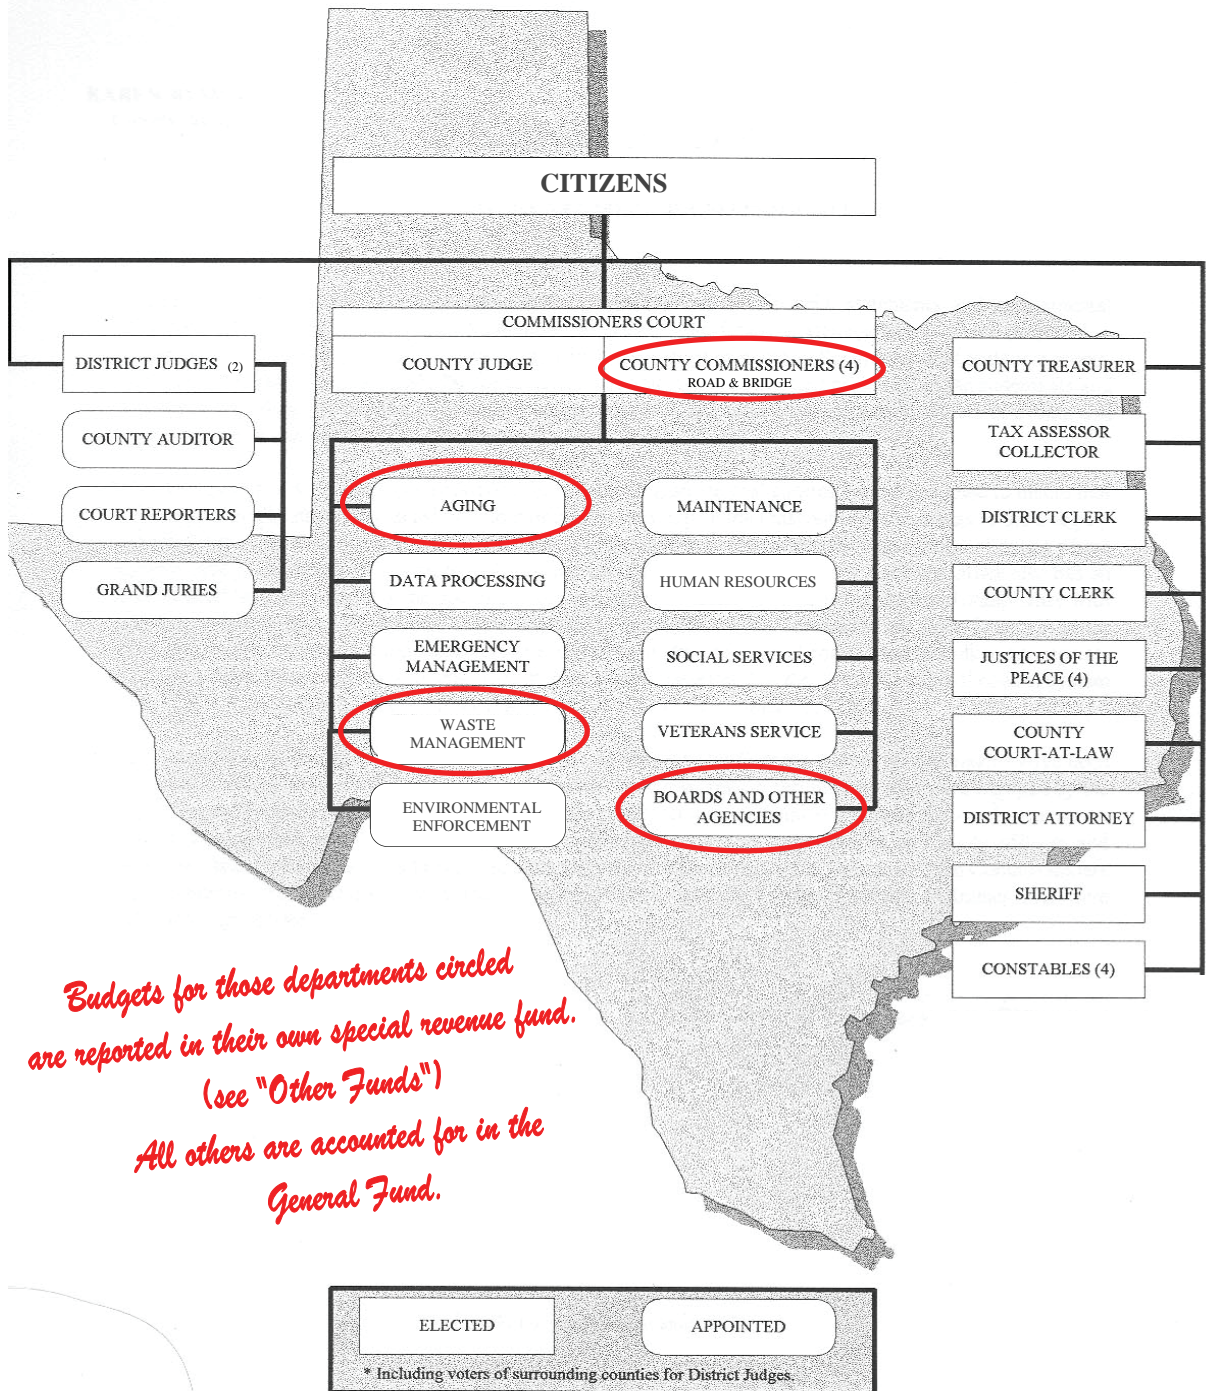 CITIZENS
COMMISSIONERS COURT
COUNTY JUDGE
COUNTY COMMISSIONERS (4)
ROAD & BRIDGE
DISTRICT JUDGES (2)
COUNTY AUDITOR
COURT REPORTERS
GRAND JURIES
AGING
DATA PROCESSING
EMERGENCY
MANAGEMENT
WASTE
MANAGEMENT
ENVIRONMENTAL
ENFORCEMENT
MAINTENANCE
HUMAN RESOURCES
SOCIAL SERVICES
VETERANS SERVICE
BOARDS AND OTHER
AGENCIES
COUNTY TREASURER
TAX ASSESSOR
COLLECTOR
DISTRICT CLERK
COUNTY CLERK
JUSTICES OF THE
PEACE (4)
COUNTY
COURT-AT-LAW
DISTRICT ATTORNEY
SHERIFF
CONSTABLES (4)
Budgets for those departments circled
are reported in their own special revenue fund.
(see "Other Funds")
All others are accounted for in the
General Fund.
ELECTED
APPOINTED
* Including voters of surrounding counties for District Judges.